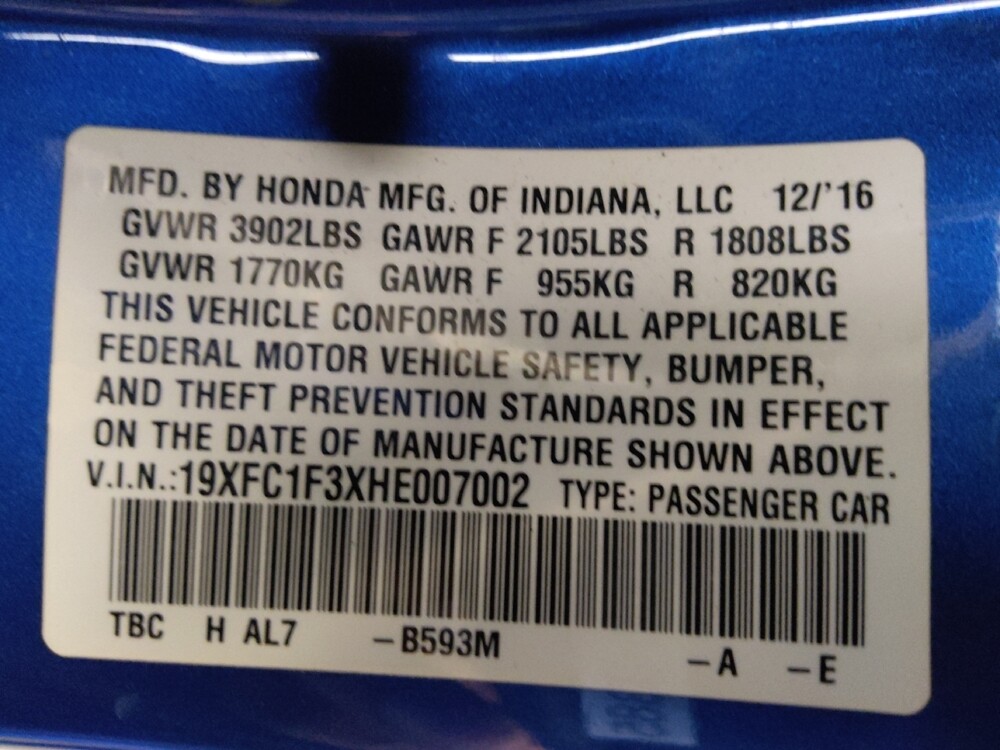 MFD. BY HONDA MFG. OF INDIANA, LLC 12/'16
GVWR 3902LBS GAWR F 2105LBS R 1808LBS
GVWR 1770KG GAWR F 955KG R 820KG
THIS VEHICLE CONFORMS TO ALL APPLICABLE
FEDERAL MOTOR VEHICLE SAFETY, BUMPER,
AND THEFT PREVENTION STANDARDS IN EFFECT
ON THE DATE OF MANUFACTURE SHOWN ABOVE.
V.I.N.:19XFC1F3XHE007002 TYPE: PASSENGER CAR
TBC H AL7 –B593M –A –E